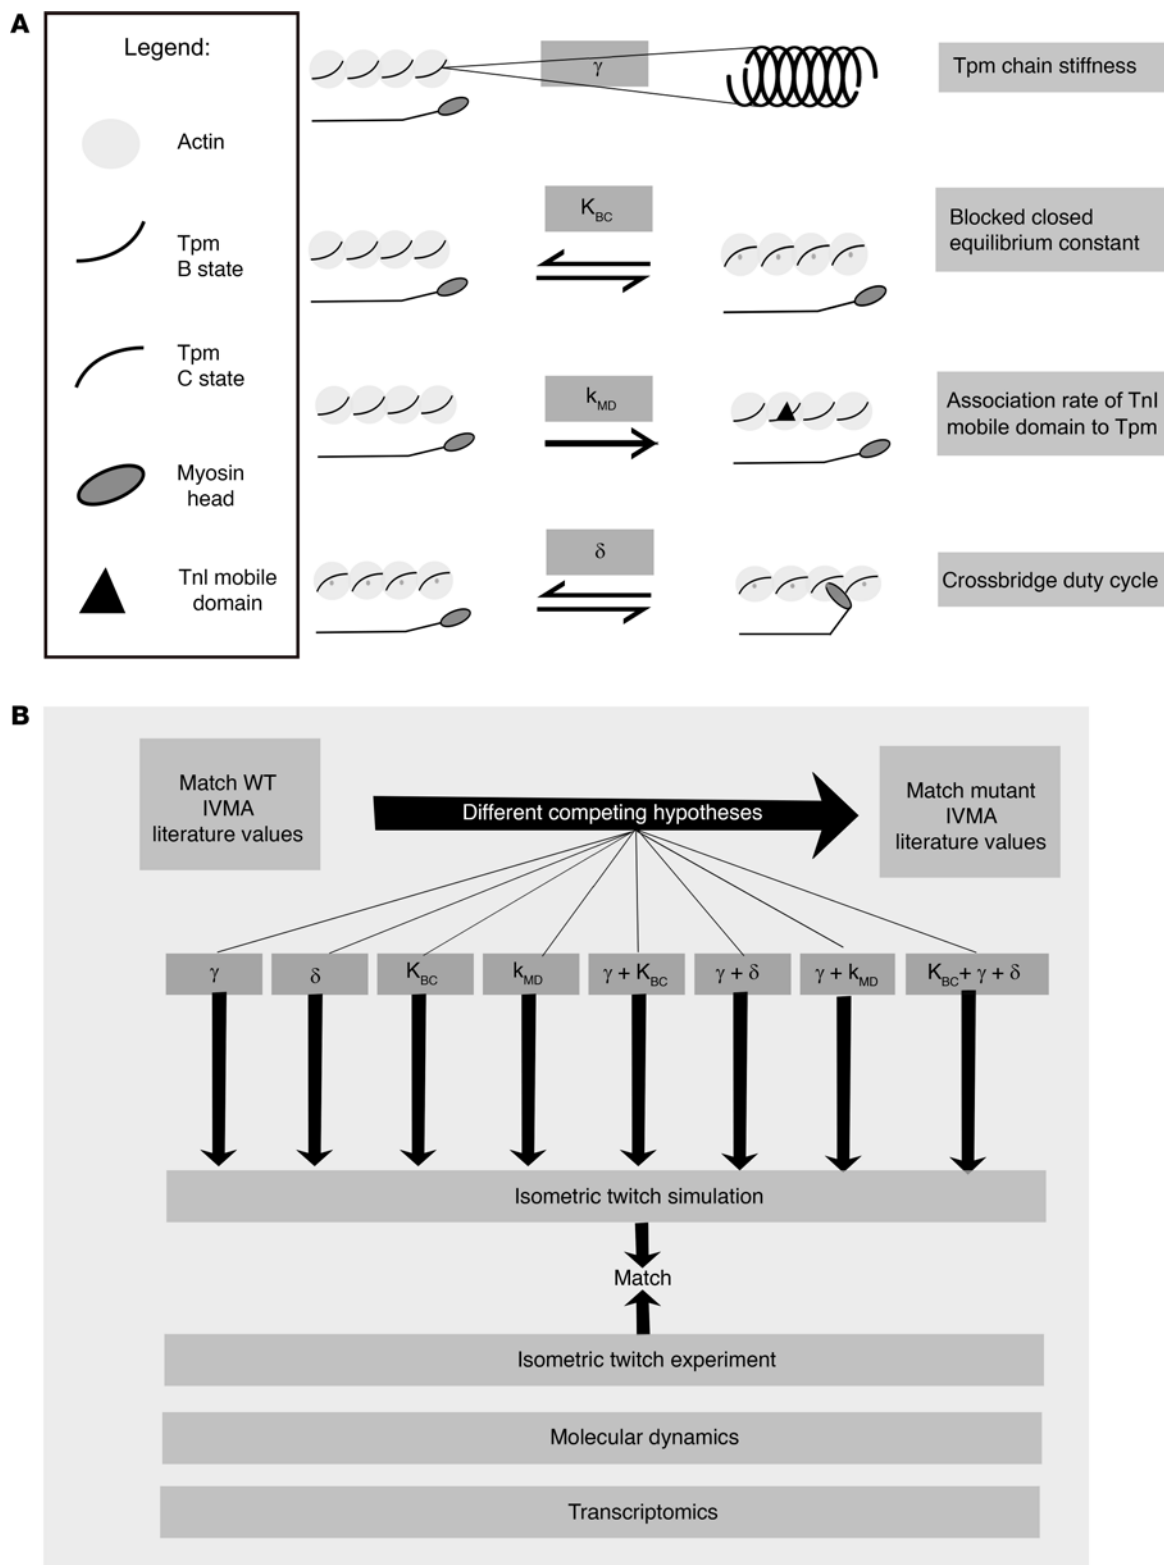 A
Legend:
Actin
Tpm
B state
Tpm
C state
Myosin
head
TnI mobile
domain
γ
Tpm chain stiffness
K_BC
Blocked closed
equilibrium constant
k_MD
Association rate of TnI
mobile domain to Tpm
δ
Crossbridge duty cycle
B
Match WT
IVMA
literature values
Different competing hypotheses
Match mutant
IVMA
literature values
γ
δ
K_BC
k_MD
γ + K_BC
γ + δ
γ + k_MD
K_BC + γ + δ
Isometric twitch simulation
Match
Isometric twitch experiment
Molecular dynamics
Transcriptomics